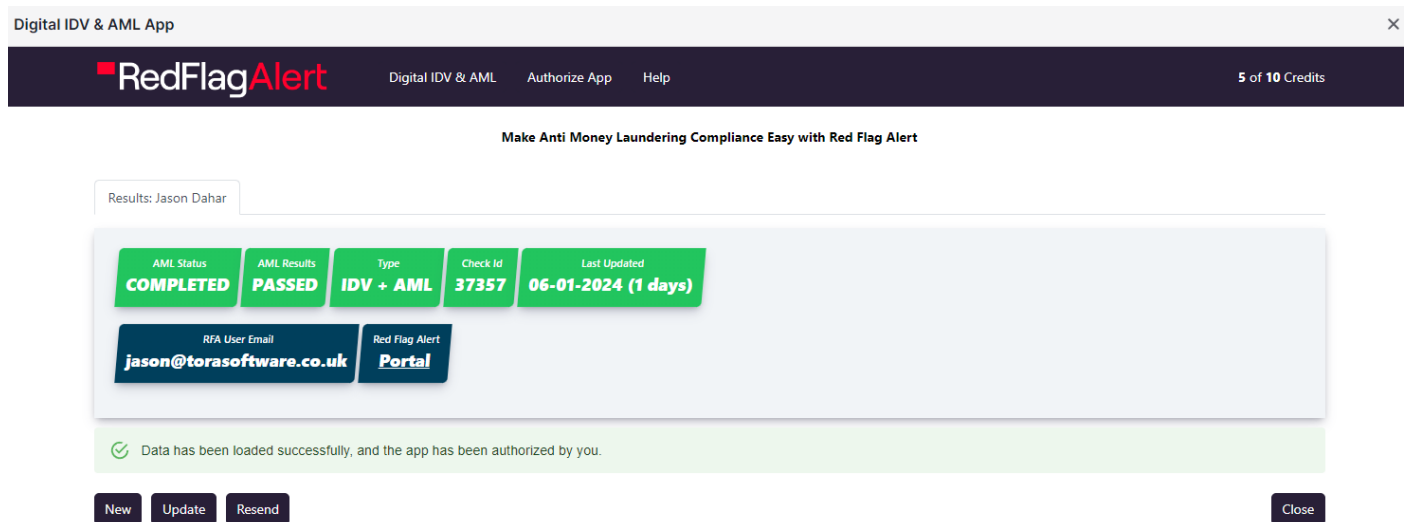 Digital IDV & AML App
RedFlagAlert Digital IDV & AML Authorize App Help 5 of 10 Credits
Make Anti Money Laundering Compliance Easy with Red Flag Alert
Results: Jason Dahar
AML Status AML Results Type Check Id Last Updated
COMPLETED PASSED IDV + AML 37357 06-01-2024 (1 days)
RFA User Email Red Flag Alert
jason@torasoftware.co.uk Portal
Data has been loaded successfully, and the app has been authorized by you.
New Update Resend Close